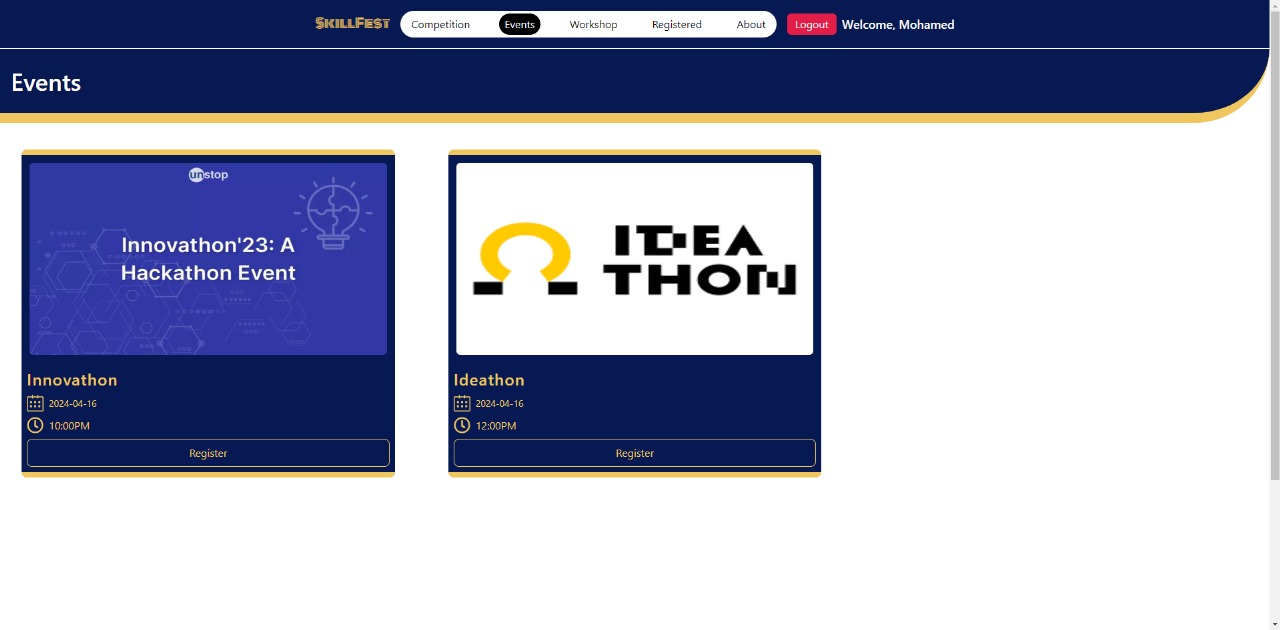 SKILLFEST
Competition
Events
Workshop
Registered
About
Logout
Welcome, Mohamed
Events
unstop
Innovathon'23: A
Hackathon Event
Innovathon
2024-04-16
10:00PM
Register
IDEA
THON
Ideathon
2024-04-16
12:00PM
Register